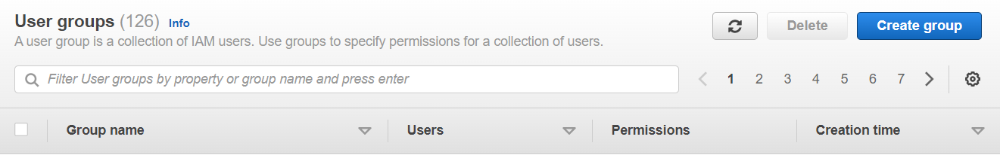 User groups (126) Info
A user group is a collection of IAM users. Use groups to specify permissions for a collection of users.
Delete
Create group
Filter User groups by property or group name and press enter
1 2 3 4 5 6 7
Group name Users Permissions Creation time